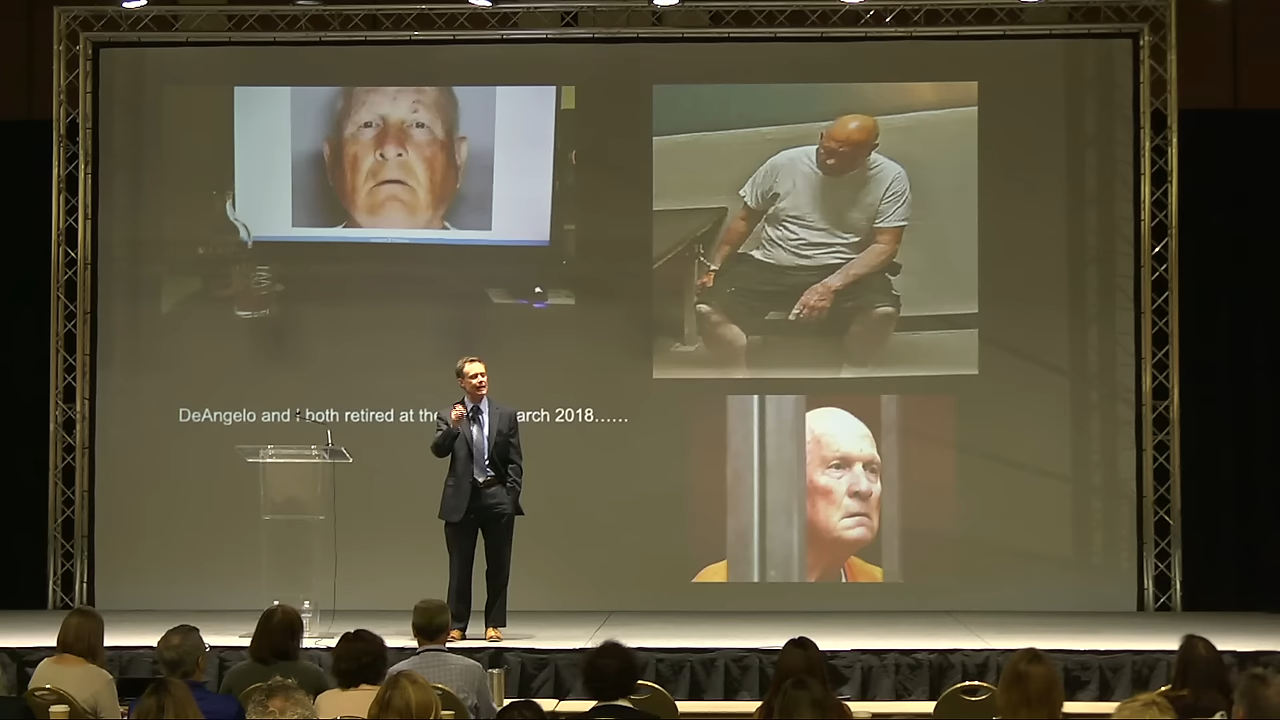 DeAngelo and I both retired at the arch 2018……